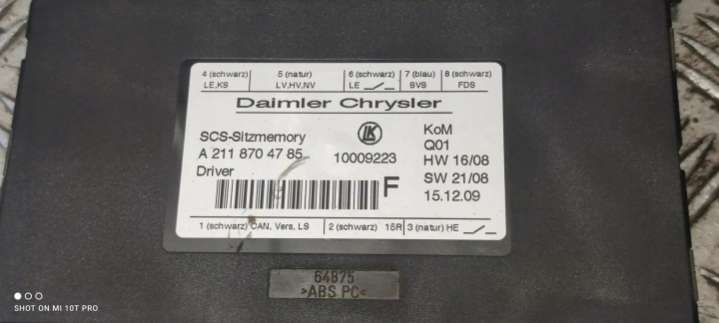 4 (schwarz) 5 (natur) 6 (schwarz) 7 (blau) 8 (schwarz)
LE,KS LV,HV,NV LE SVS FDS
Daimler Chrysler
SCS-Sitzmemory LK KoM
A 211 870 47 85 10009223 Q01
Driver HW 16/08
F SW 21/08
15.12.09
1 (schwarz) CAN, Vers, LS 2 (schwarz) 15R 3 (natur) HE
64875
>ABS PC<
SHOT ON MI 10T PRO